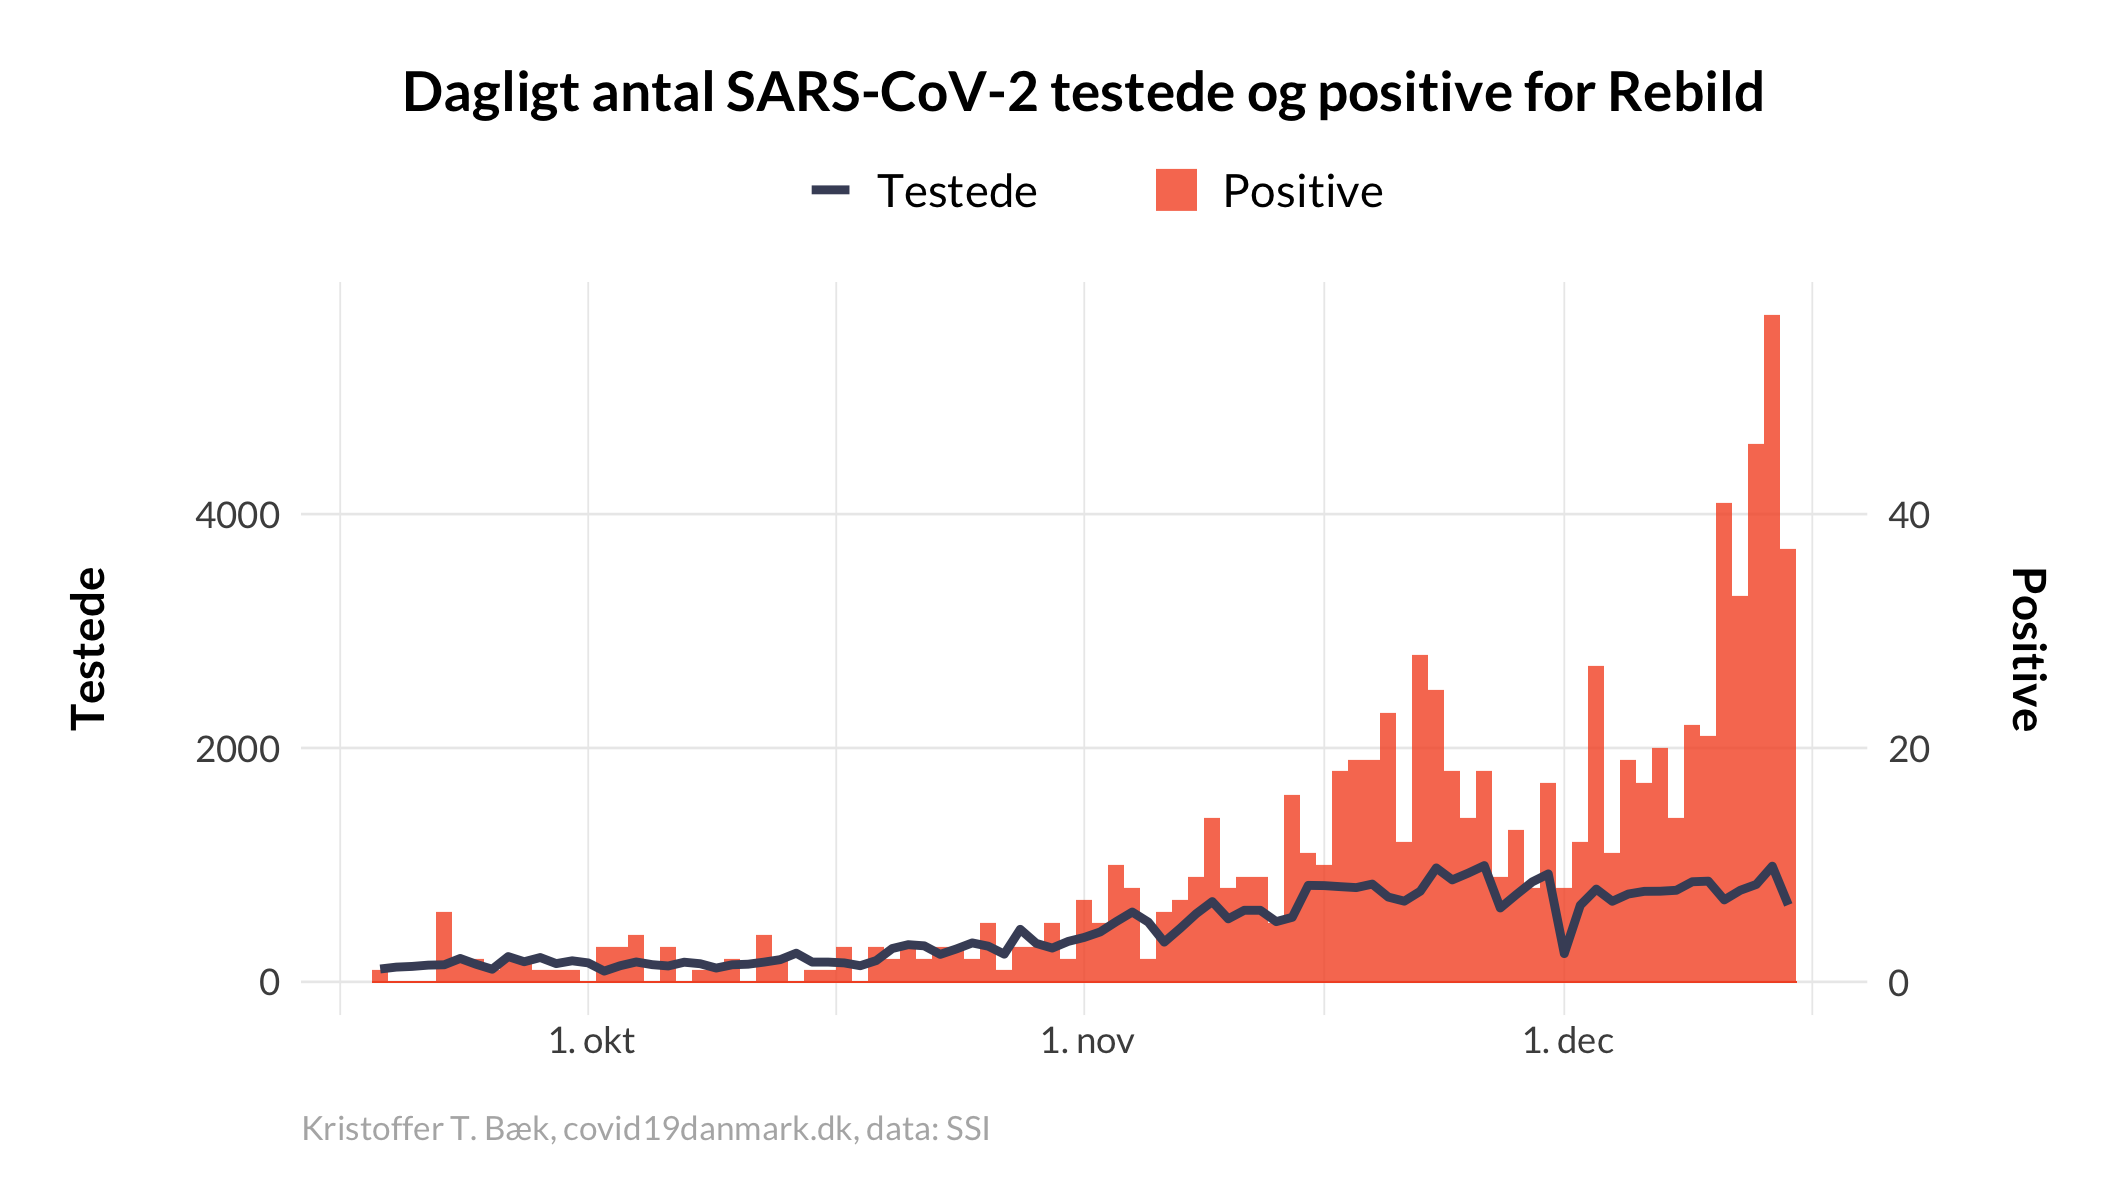 Dagligt antal SARS-CoV-2 testede og positive for Rebild
Testede
Positive
4000
2000
0
Testede
40
20
0
Positive
1. okt
1. nov
1. dec
Kristoffer T. Bæk, covid19danmark.dk, data: SSI